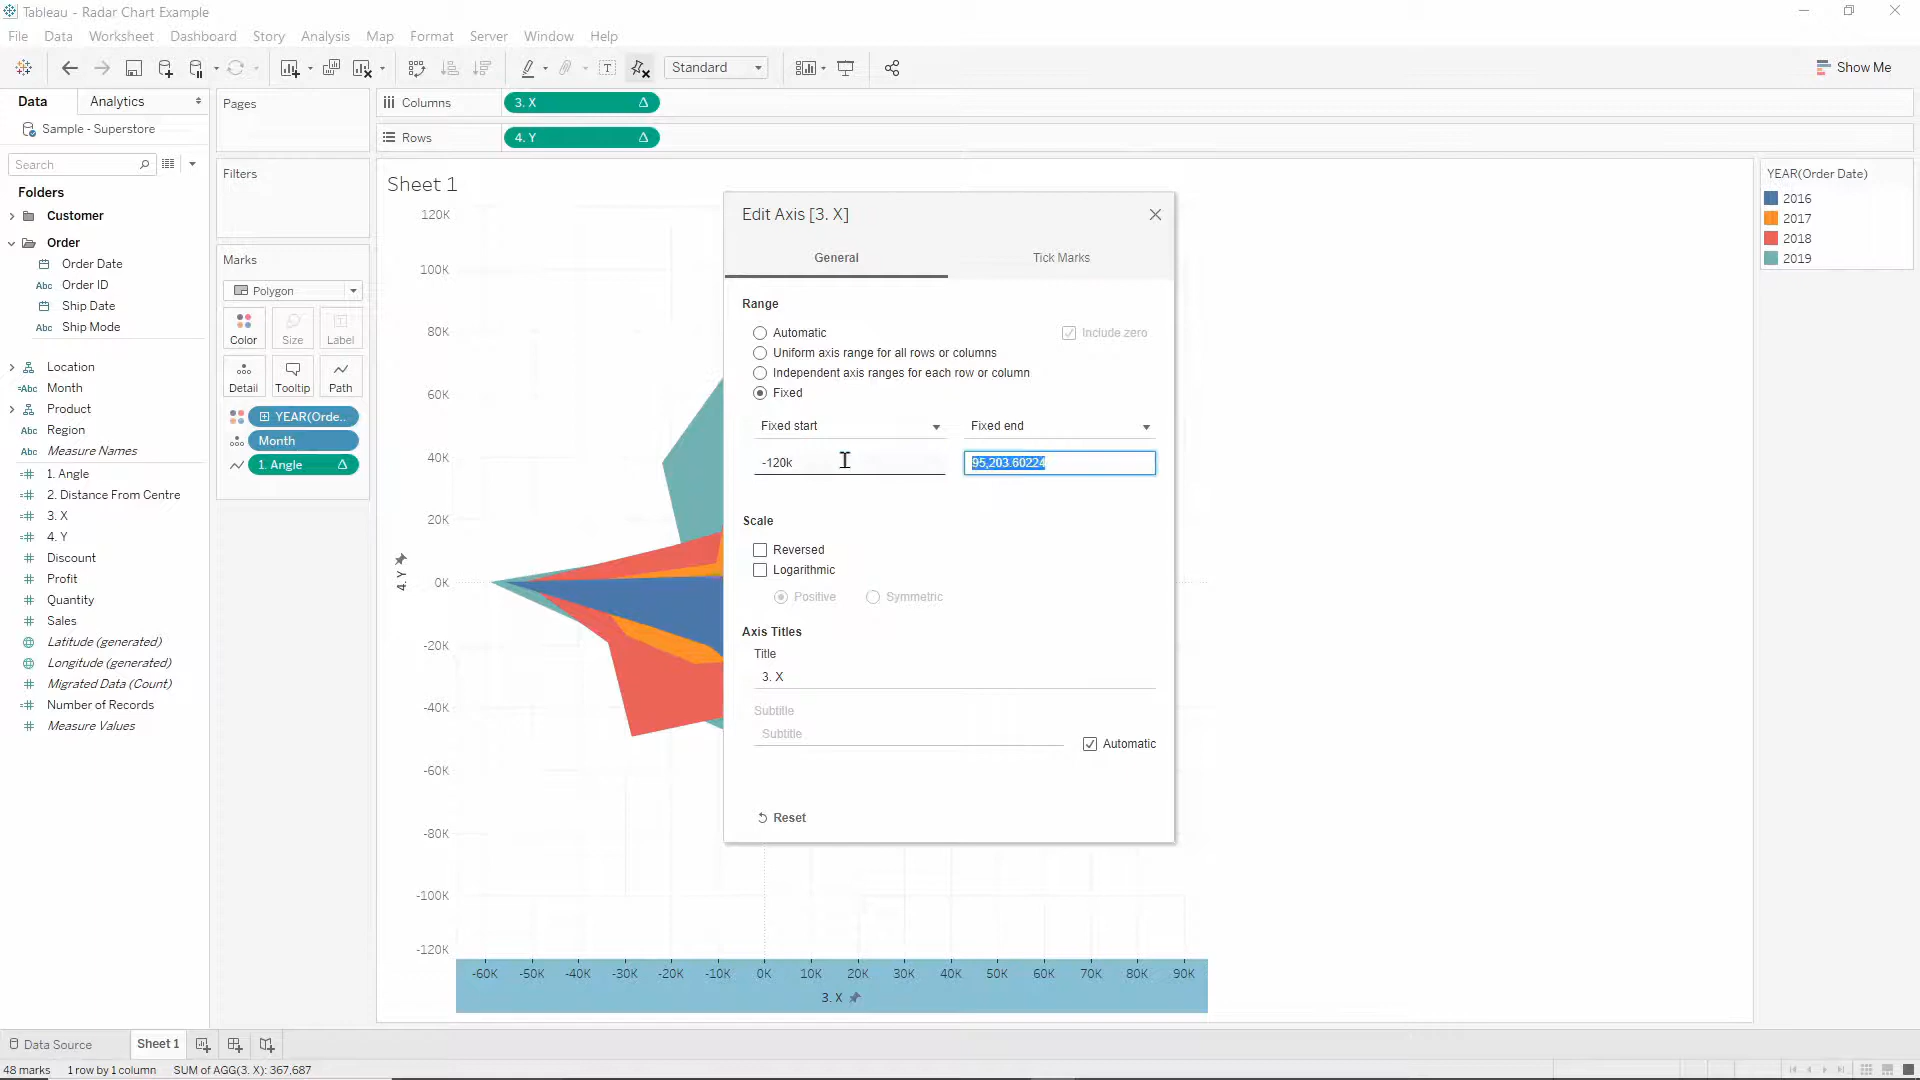 Tableau - Radar Chart Example
File Data Worksheet Dashboard Story Analysis Map Format Server Window Help
Standard
Show Me
Data
Analytics
Sample - Superstore
Search
Folders
Customer
Order
Order Date
Abc Order ID
Ship Date
Abc Ship Mode
Location
=Abc Month
Product
Abc Region
Abc Measure Names
=# 1. Angle
=# 2. Distance From Centre
=# 3. X
=# 4. Y
# Discount
# Profit
# Quantity
# Sales
Latitude (generated)
Longitude (generated)
# Migrated Data (Count)
=# Number of Records
# Measure Values
Pages
Filters
Marks
Polygon
Color
Size
Label
Detail
Tooltip
Path
YEAR(Orde..
Month
1. Angle Δ
Columns
3. X Δ
Rows
4. Y Δ
Sheet 1
120K
100K
80K
60K
40K
20K
0K
-20K
-40K
-60K
-80K
-100K
-120K
4. Y
-60K -50K -40K -30K -20K -10K 0K 10K 20K 30K 40K 50K 60K 70K 80K 90K
3. X
Edit Axis [3. X]
General
Tick Marks
Range
Automatic
Include zero
Uniform axis range for all rows or columns
Independent axis ranges for each row or column
Fixed
Fixed start
Fixed end
-120k
95,203.60224
Scale
Reversed
Logarithmic
Positive
Symmetric
Axis Titles
Title
3. X
Subtitle
Subtitle
Automatic
Reset
YEAR(Order Date)
2016
2017
2018
2019
Data Source
Sheet 1
48 marks 1 row by 1 column SUM of AGG(3. X): 367,687